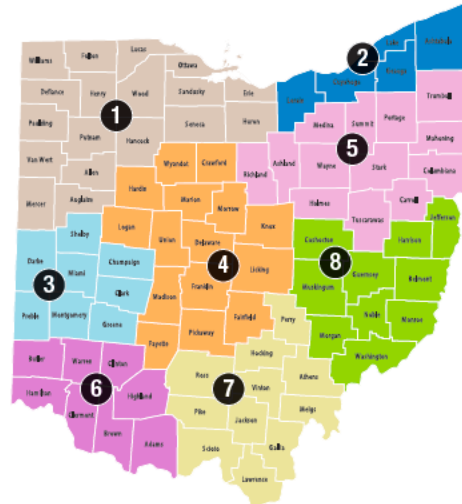 Lucas
Williams
Fulton
Ottawa
Defiance
Henry
Wood
Sandusky
Erie
Paulding
Putnam
Hancock
Seneca
Huron
Van Wert
Allen
Mercer
Auglaize
1
Lake
Ashtabula
Geauga
Cuyahoga
Lorain
2
Trumbull
Medina
Summit
Portage
Mahoning
Ashland
Richland
Wayne
Stark
Columbiana
Holmes
Carroll
Tuscarawas
5
Wyandot
Crawford
Hardin
Marion
Morrow
Logan
Union
Delaware
Knox
Licking
Madison
Franklin
Fairfield
Pickaway
Fayette
4
Shelby
Darke
Miami
Champaign
Clark
Preble
Montgomery
Greene
3
Coshocton
Harrison
Jefferson
Muskingum
Guernsey
Belmont
Noble
Monroe
Morgan
Washington
8
Butler
Warren
Clinton
Hamilton
Clermont
Highland
Brown
Adams
6
Perry
Hocking
Ross
Athens
Vinton
Pike
Jackson
Meigs
Scioto
Gallia
Lawrence
7